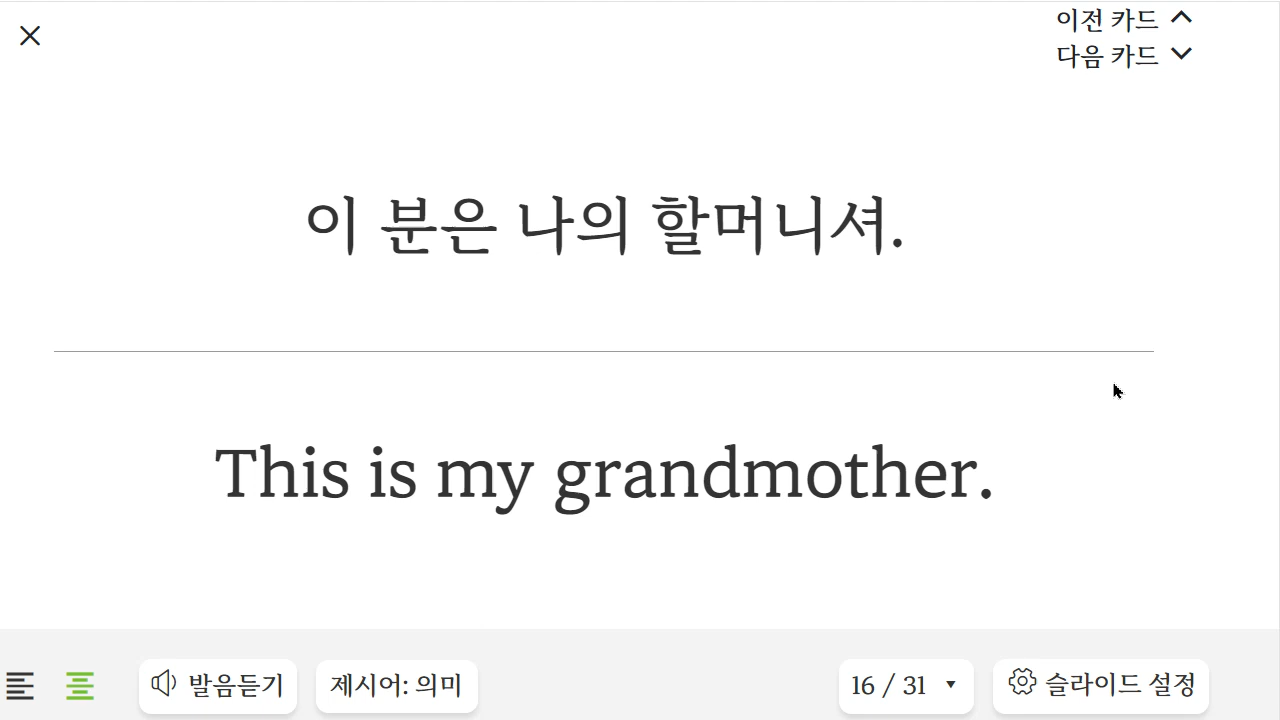 이전 카드
다음 카드
이 분은 나의 할머니셔.
This is my grandmother.
발음듣기
제시어: 의미
16 / 31
슬라이드 설정